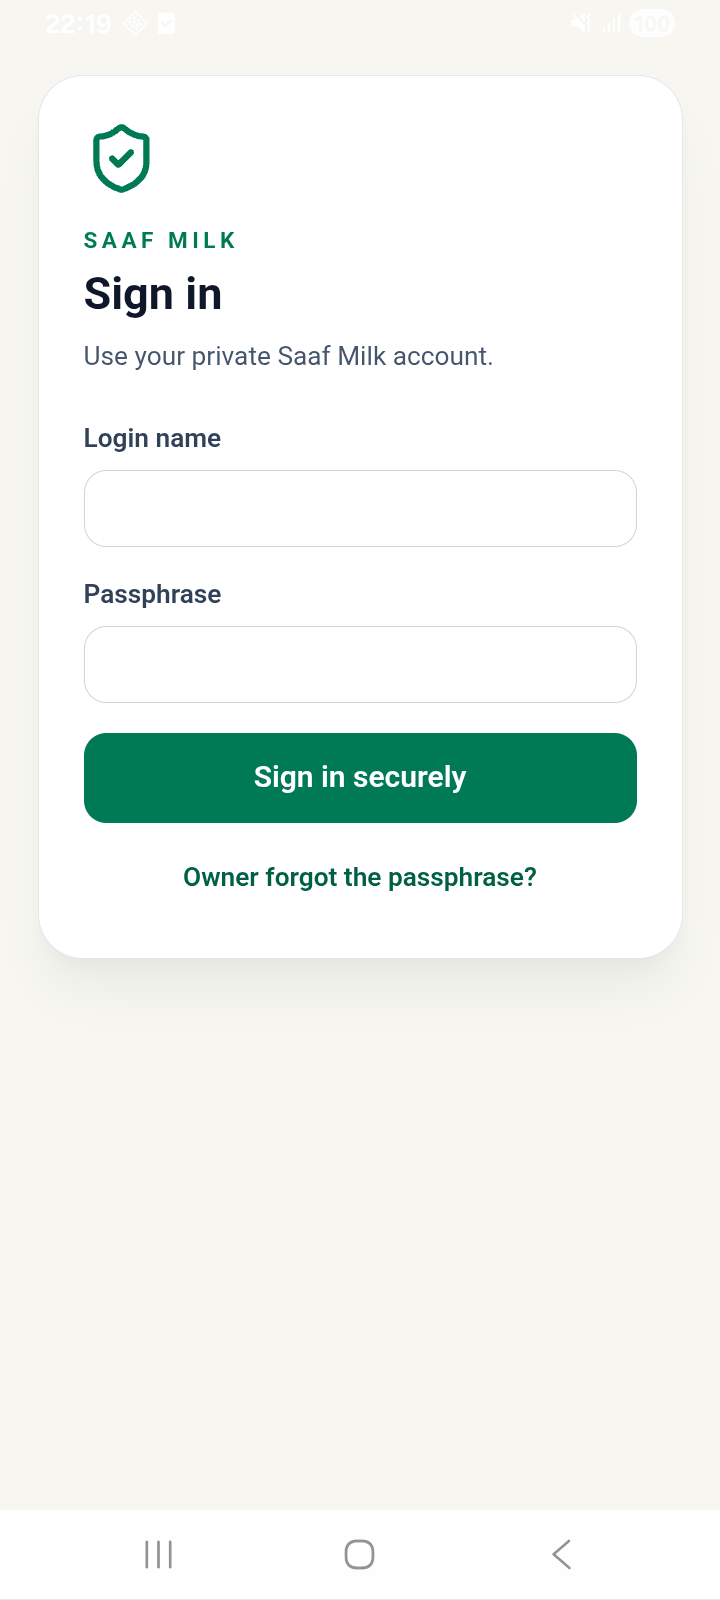 22:19
100
SAAF MILK
Sign in
Use your private Saaf Milk account.
Login name
Passphrase
Sign in securely
Owner forgot the passphrase?